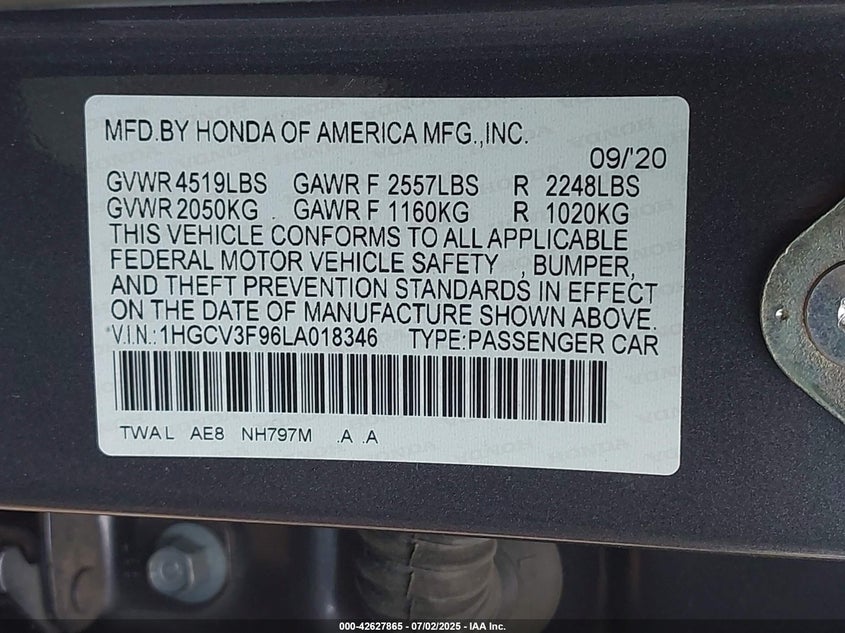 MFD.BY HONDA OF AMERICA MFG.,INC.
09/'20
GVWR 4519LBS GAWR F 2557LBS R 2248LBS
GVWR 2050KG GAWR F 1160KG R 1020KG
THIS VEHICLE CONFORMS TO ALL APPLICABLE
FEDERAL MOTOR VEHICLE SAFETY , BUMPER,
AND THEFT PREVENTION STANDARDS IN EFFECT
ON THE DATE OF MANUFACTURE SHOWN ABOVE.
*V.I.N.:1HGCV3F96LA018346 TYPE:PASSENGER CAR
TWAL AE8 NH797M .A .A
000-42627865 | 07/02/2025 - IAA Inc.